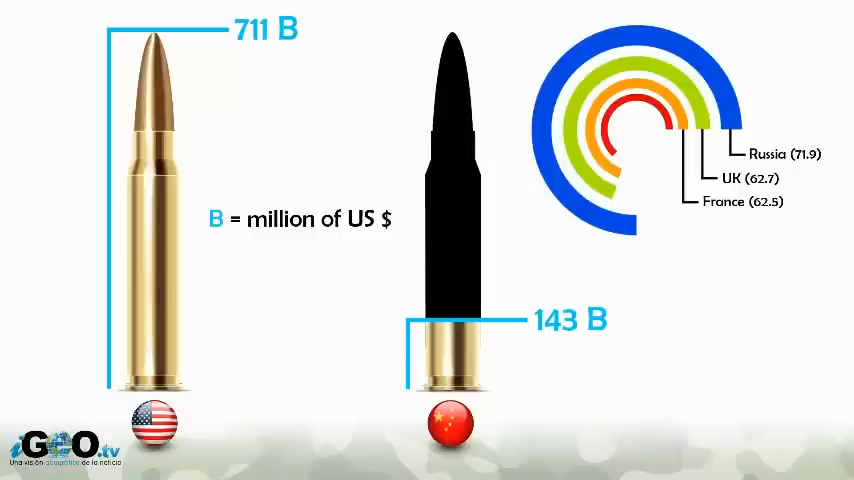 711 B
B = million of US $
143 B
Russia (71.9)
UK (62.7)
France (62.5)
iGEO.tv
Una visión geográfica de la noticia